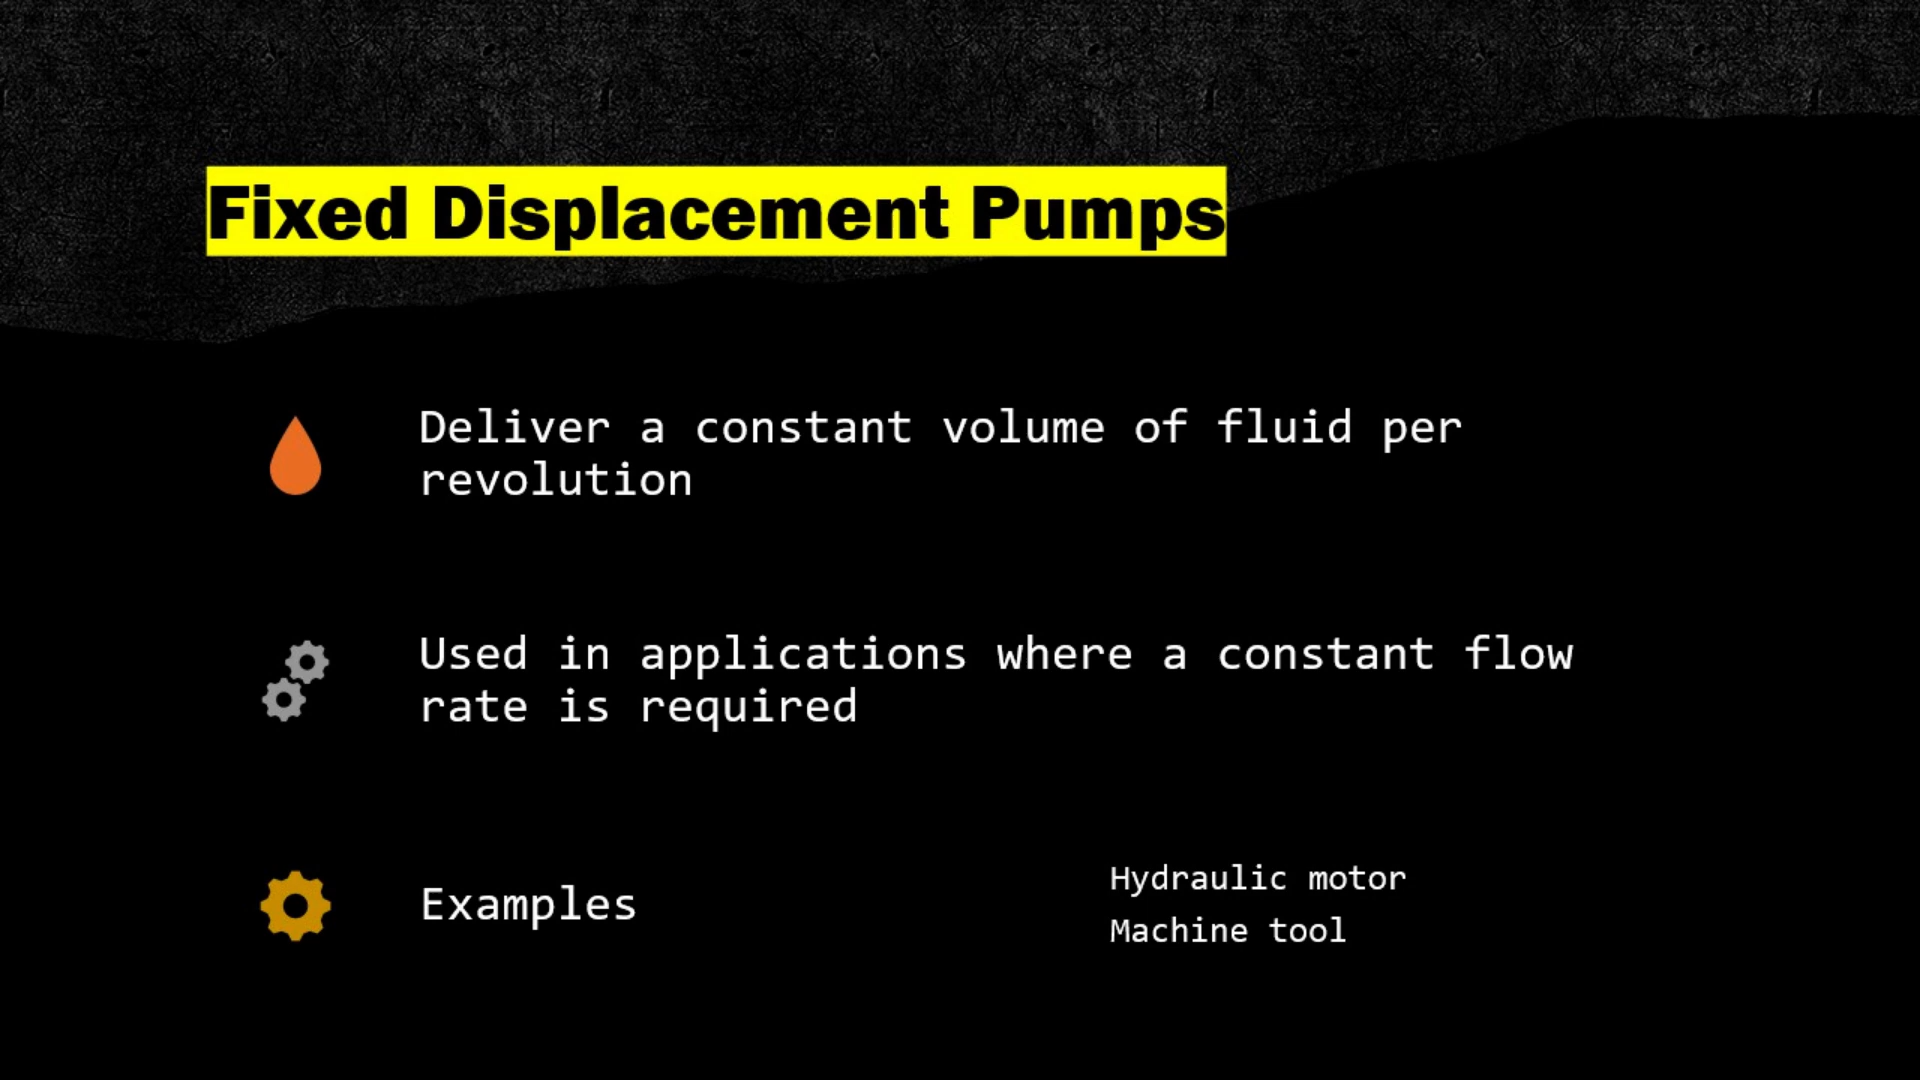 Fixed Displacement Pumps
Deliver a constant volume of fluid per
revolution
Used in applications where a constant flow
rate is required
Examples
Hydraulic motor
Machine tool